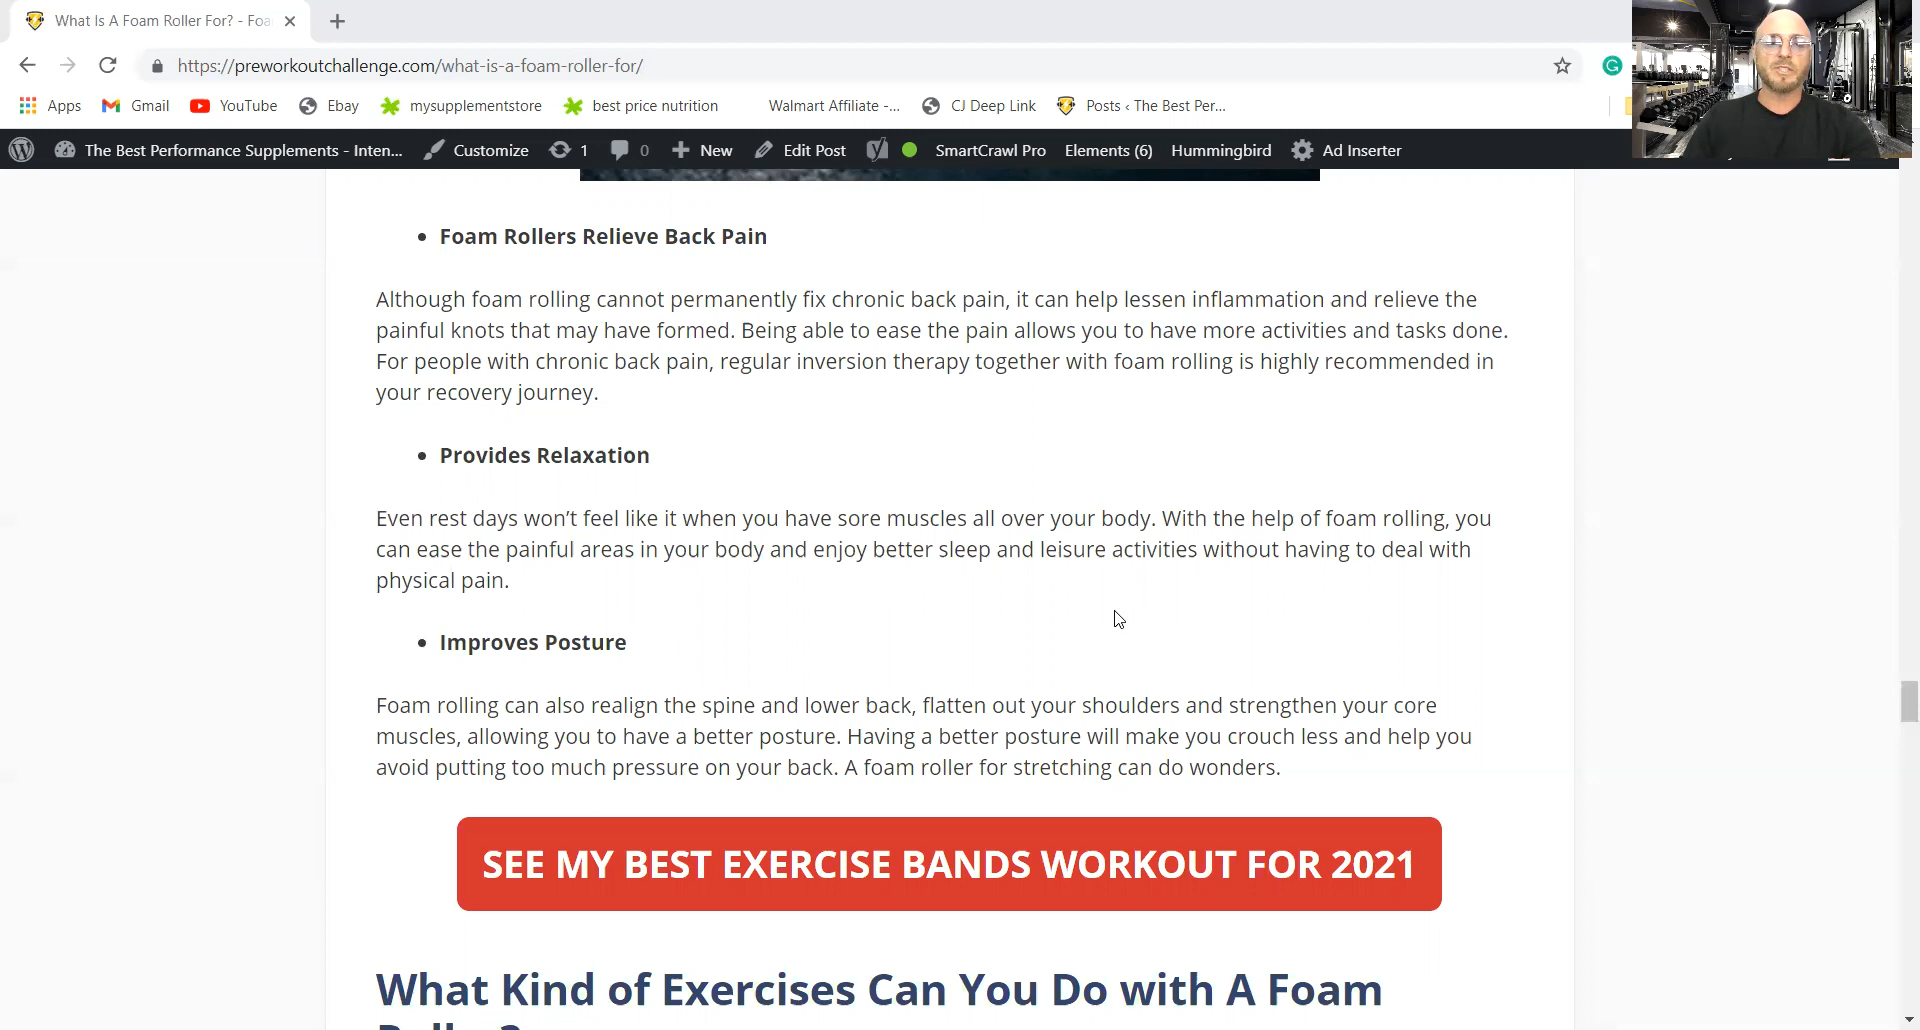 What Is A Foam Roller For? - Foa
https://preworkoutchallenge.com/what-is-a-foam-roller-for/
G
Apps Gmail YouTube Ebay mysupplementstore best price nutrition Walmart Affiliate -... CJ Deep Link Posts ‹ The Best Per...
The Best Performance Supplements - Inten... Customize 1 0 New Edit Post SmartCrawl Pro Elements (6) Hummingbird Ad Inserter
• Foam Rollers Relieve Back Pain
Although foam rolling cannot permanently fix chronic back pain, it can help lessen inflammation and relieve the
painful knots that may have formed. Being able to ease the pain allows you to have more activities and tasks done.
For people with chronic back pain, regular inversion therapy together with foam rolling is highly recommended in
your recovery journey.
• Provides Relaxation
Even rest days won’t feel like it when you have sore muscles all over your body. With the help of foam rolling, you
can ease the painful areas in your body and enjoy better sleep and leisure activities without having to deal with
physical pain.
• Improves Posture
Foam rolling can also realign the spine and lower back, flatten out your shoulders and strengthen your core
muscles, allowing you to have a better posture. Having a better posture will make you crouch less and help you
avoid putting too much pressure on your back. A foam roller for stretching can do wonders.
SEE MY BEST EXERCISE BANDS WORKOUT FOR 2021
What Kind of Exercises Can You Do with A Foam